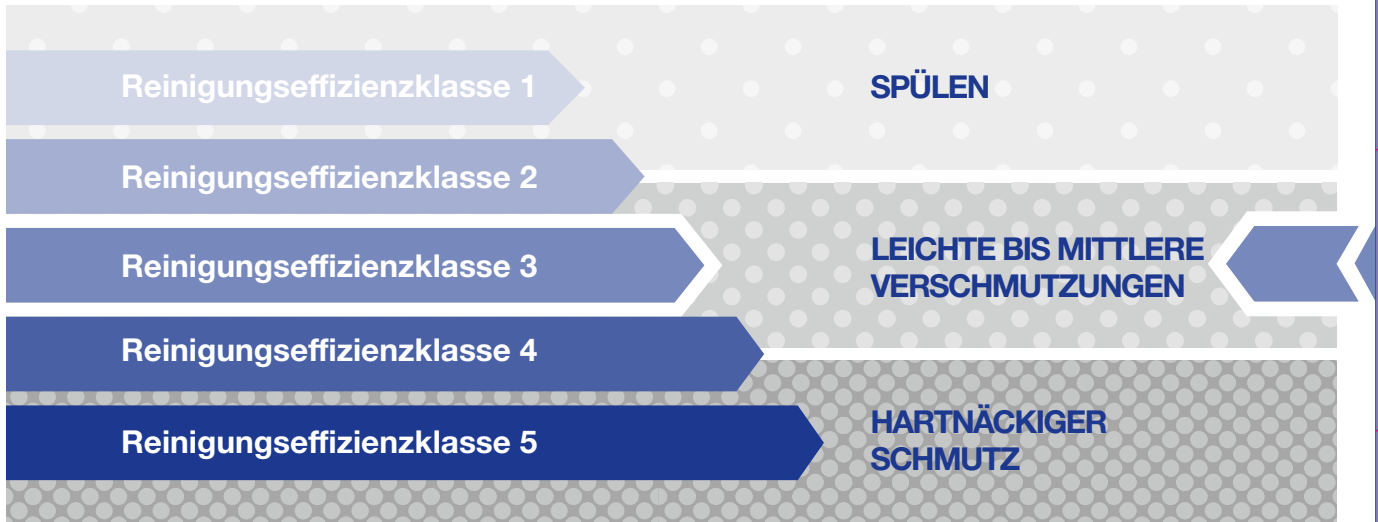 Reinigungseffizienzklasse 1
SPÜLEN
Reinigungseffizienzklasse 2
Reinigungseffizienzklasse 3
LEICHTE BIS MITTLERE
VERSCHMUTZUNGEN
Reinigungseffizienzklasse 4
Reinigungseffizienzklasse 5
HARTNÄCKIGER
SCHMUTZ